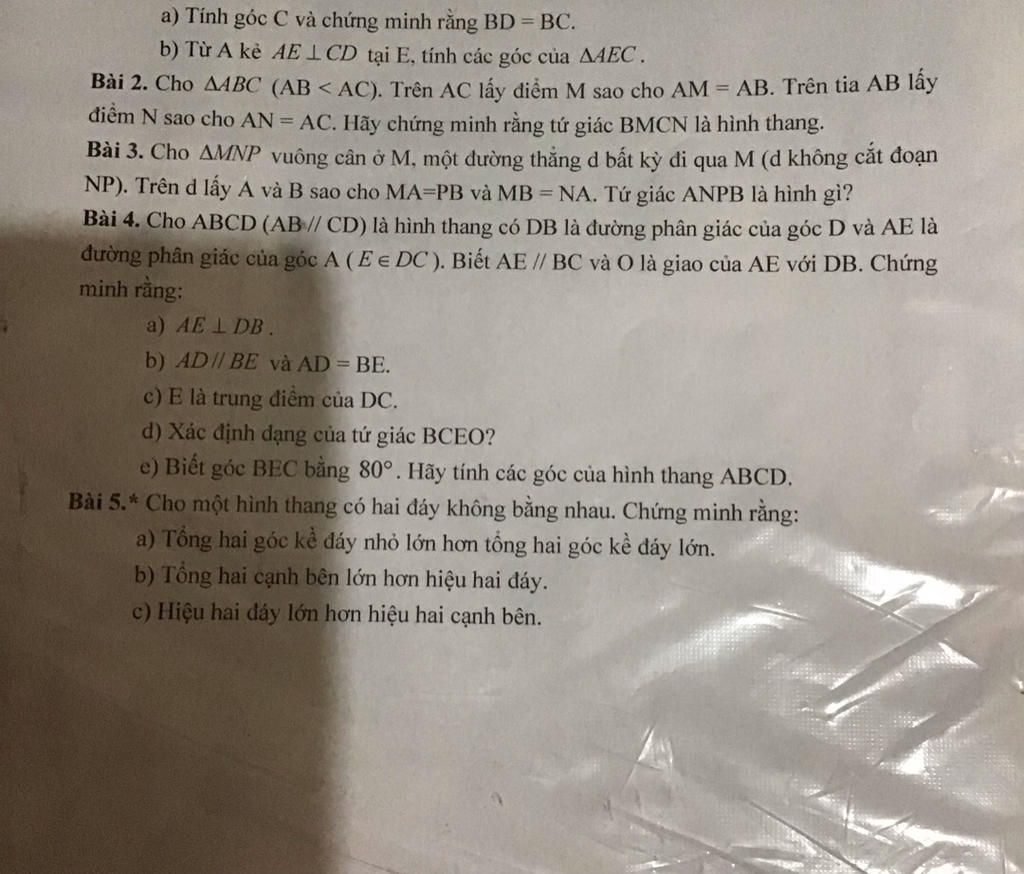 a) Tính góc C và chứng minh rằng BD = BC.
b) Từ A kẻ AE ⊥ CD tại E, tính các góc của ΔAEC .
Bài 2. Cho ΔABC (AB < AC). Trên AC lấy điểm M sao cho AM = AB. Trên tia AB lấy
điểm N sao cho AN = AC. Hãy chứng minh rằng tứ giác BMCN là hình thang.
Bài 3. Cho ΔMNP vuông cân ở M, một đường thẳng d bất kỳ đi qua M (d không cắt đoạn
NP). Trên d lấy A và B sao cho MA=PB và MB = NA. Tứ giác ANPB là hình gì?
Bài 4. Cho ABCD (AB // CD) là hình thang có DB là đường phân giác của góc D và AE là
đường phân giác của góc A ( E ∈ DC ). Biết AE // BC và O là giao của AE với DB. Chứng
minh rằng:
a) AE ⊥ DB .
b) AD // BE và AD = BE.
c) E là trung điểm của DC.
d) Xác định dạng của tứ giác BCEO?
e) Biết góc BEC bằng 80° . Hãy tính các góc của hình thang ABCD.
Bài 5.* Cho một hình thang có hai đáy không bằng nhau. Chứng minh rằng:
a) Tổng hai góc kề đáy nhỏ lớn hơn tổng hai góc kề đáy lớn.
b) Tổng hai cạnh bên lớn hơn hiệu hai đáy.
c) Hiệu hai đáy lớn hơn hiệu hai cạnh bên.